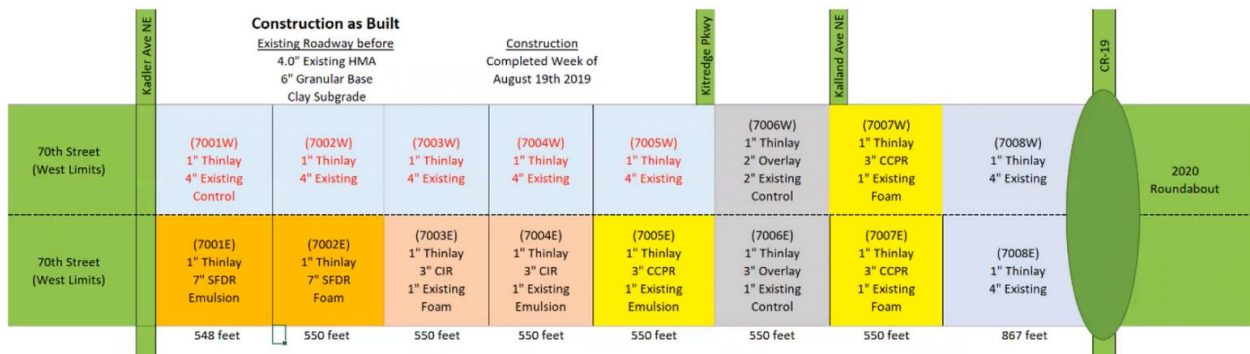 Construction as Built
Existing Roadway before
4.0" Existing HMA
6" Granular Base
Clay Subgrade
Construction
Completed Week of
August 19th 2019
Kadler Ave NE
Kitredge Pkwy
Kalland Ave NE
CR-19
70th Street
(West Limits)
(7001W)
1" Thinlay
4" Existing
Control
(7002W)
1" Thinlay
4" Existing
(7003W)
1" Thinlay
4" Existing
(7004W)
1" Thinlay
4" Existing
(7005W)
1" Thinlay
4" Existing
(7006W)
1" Thinlay
2" Overlay
2" Existing
Control
(7007W)
1" Thinlay
3" CCPR
1" Existing
Foam
(7008W)
1" Thinlay
4" Existing
2020
Roundabout
70th Street
(West Limits)
(7001E)
1" Thinlay
7" SFDR
Emulsion
(7002E)
1" Thinlay
7" SFDR
Foam
(7003E)
1" Thinlay
3" CIR
1" Existing
Foam
(7004E)
1" Thinlay
3" CIR
1" Existing
Emulsion
(7005E)
1" Thinlay
3" CCPR
1" Existing
Emulsion
(7006E)
1" Thinlay
3" Overlay
1" Existing
Control
(7007E)
1" Thinlay
3" CCPR
1" Existing
Foam
(7008E)
1" Thinlay
4" Existing
548 feet
550 feet
550 feet
550 feet
550 feet
550 feet
550 feet
867 feet